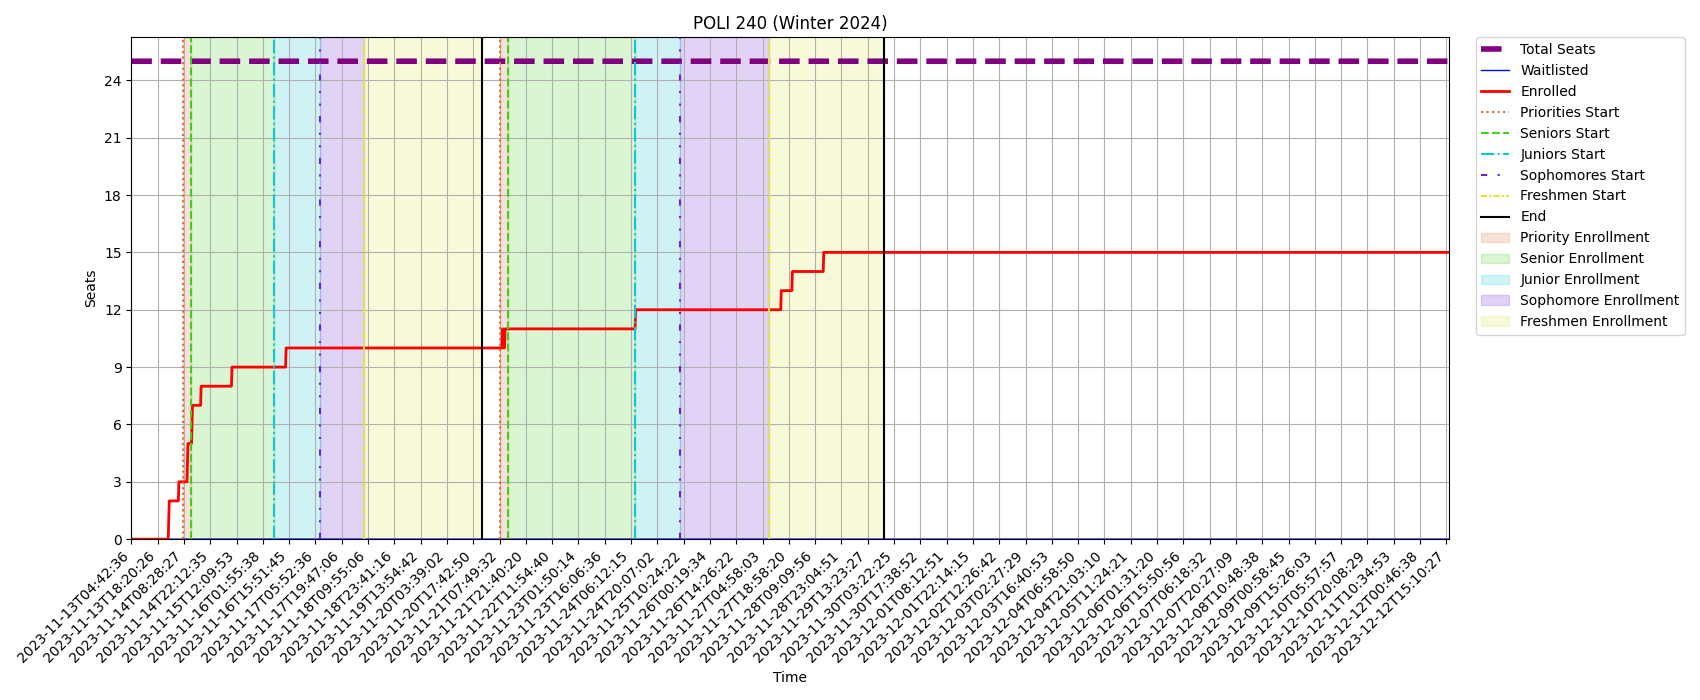 POLI 240 (Winter 2024)
Seats
24
21
18
15
12
9
6
3
0
2023-11-13T04:42:36
2023-11-13T18:20:26
2023-11-14T08:28:27
2023-11-14T22:12:35
2023-11-15T12:09:53
2023-11-16T01:55:38
2023-11-16T15:51:45
2023-11-17T05:52:36
2023-11-17T19:47:06
2023-11-18T09:55:06
2023-11-18T23:41:16
2023-11-19T13:54:42
2023-11-20T03:39:02
2023-11-20T17:42:50
2023-11-21T07:49:32
2023-11-21T21:40:20
2023-11-22T11:54:40
2023-11-23T01:50:14
2023-11-23T16:06:36
2023-11-24T06:12:15
2023-11-24T20:07:02
2023-11-25T10:24:22
2023-11-26T00:19:34
2023-11-26T14:26:22
2023-11-27T04:58:03
2023-11-27T18:58:20
2023-11-28T09:09:56
2023-11-28T23:04:51
2023-11-29T13:23:27
2023-11-30T03:22:25
2023-11-30T17:38:52
2023-12-01T08:12:51
2023-12-01T22:14:15
2023-12-02T12:26:42
2023-12-03T02:27:29
2023-12-03T16:40:53
2023-12-04T06:58:50
2023-12-04T21:03:10
2023-12-05T11:24:21
2023-12-06T01:31:20
2023-12-06T15:50:56
2023-12-07T06:18:32
2023-12-07T20:27:09
2023-12-08T10:48:38
2023-12-09T00:58:45
2023-12-09T15:26:03
2023-12-10T05:57:57
2023-12-10T20:08:29
2023-12-11T10:34:53
2023-12-12T00:46:38
2023-12-12T15:10:27
Time
Total Seats
Waitlisted
Enrolled
Priorities Start
Seniors Start
Juniors Start
Sophomores Start
Freshmen Start
End
Priority Enrollment
Senior Enrollment
Junior Enrollment
Sophomore Enrollment
Freshmen Enrollment